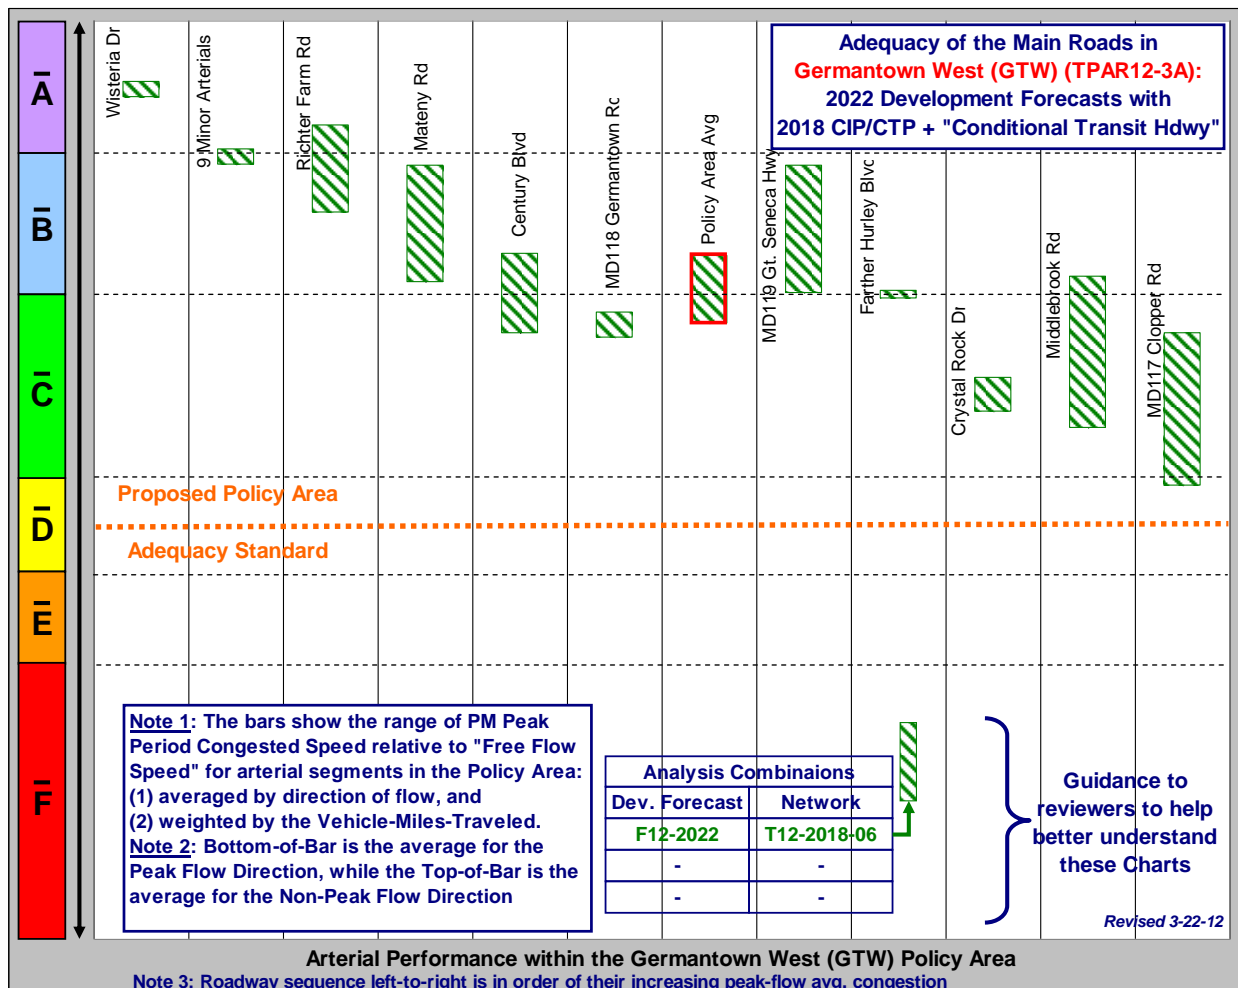 Adequacy of the Main Roads in
Germantown West (GTW) (TPAR12-3A):
2022 Development Forecasts with
2018 CIP/CTP + "Conditional Transit Hdwy"
A
B
C
D
E
F
Wisteria Dr
9 Minor Arterials
Richter Farm Rd
Mateny Rd
Century Blvd
MD118 Germantown Rd
Policy Area Avg
MD119 Gt. Seneca Hwy
Farther Hurley Blvd
Crystal Rock Dr
Middlebrook Rd
MD117 Clopper Rd
Proposed Policy Area
Adequacy Standard
Note 1: The bars show the range of PM Peak
Period Congested Speed relative to "Free Flow
Speed" for arterial segments in the Policy Area:
(1) averaged by direction of flow, and
(2) weighted by the Vehicle-Miles-Traveled.
Note 2: Bottom-of-Bar is the average for the
Peak Flow Direction, while the Top-of-Bar is the
average for the Non-Peak Flow Direction
Analysis Combinaions
Dev. Forecast Network
F12-2022 T12-2018-06
- -
- -
Guidance to
reviewers to help
better understand
these Charts
Revised 3-22-12
Arterial Performance within the Germantown West (GTW) Policy Area
Note 3: Roadway sequence left-to-right is in order of their increasing peak-flow avg. congestion